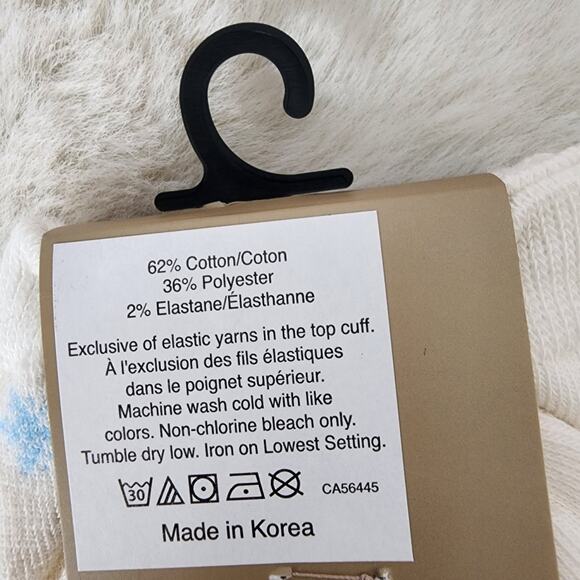 62% Cotton/Coton
36% Polyester
2% Elastane/Élasthanne
Exclusive of elastic yarns in the top cuff.
À l'exclusion des fils élastiques
dans le poignet supérieur.
Machine wash cold with like
colors. Non-chlorine bleach only.
Tumble dry low. Iron on Lowest Setting.
30 CA56445
Made in Korea